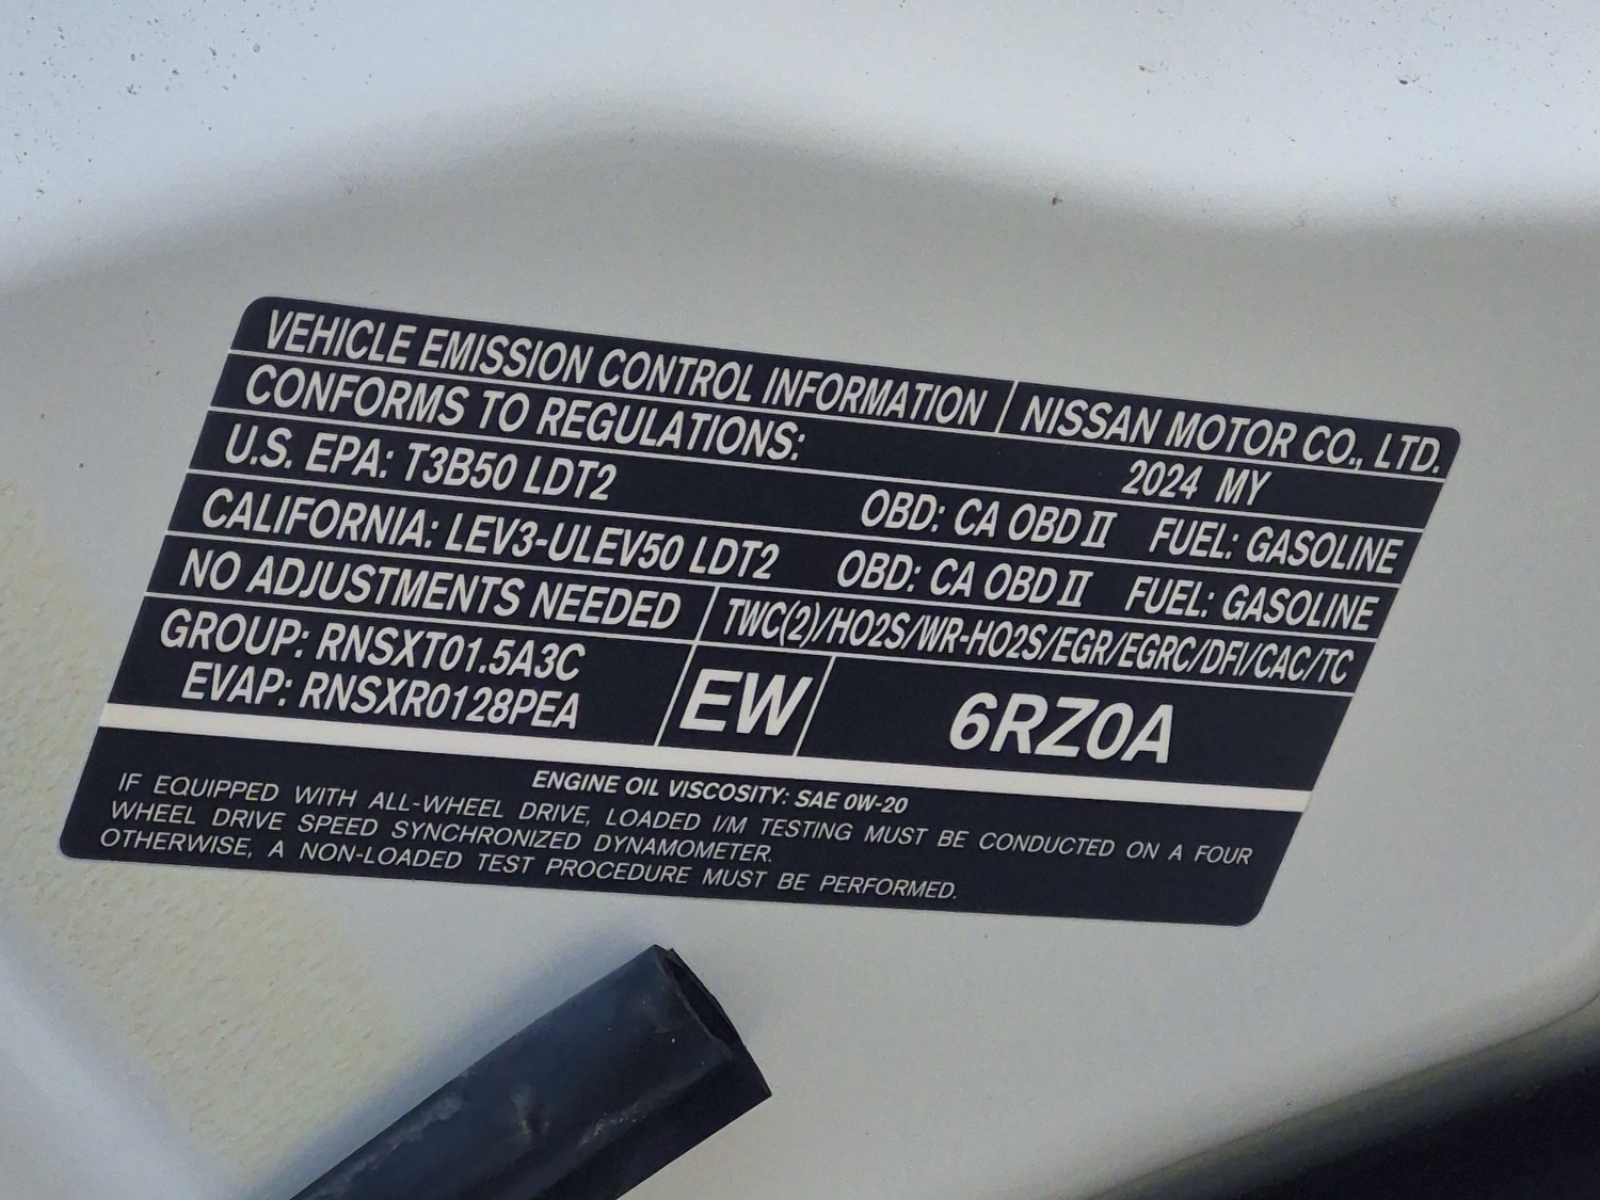 VEHICLE EMISSION CONTROL INFORMATION NISSAN MOTOR CO., LTD.
CONFORMS TO REGULATIONS: 2024 MY
U.S. EPA: T3B50 LDT2 OBD: CA OBD II FUEL: GASOLINE
CALIFORNIA: LEV3-ULEV50 LDT2 OBD: CA OBD II FUEL: GASOLINE
NO ADJUSTMENTS NEEDED TWC(2)/HO2S/WR-HO2S/EGR/EGRC/DFI/CAC/TC
GROUP: RNSXT01.5A3C
EVAP: RNSXR0128PEA
EW
6RZ0A
ENGINE OIL VISCOSITY: SAE 0W-20
IF EQUIPPED WITH ALL-WHEEL DRIVE, LOADED I/M TESTING MUST BE CONDUCTED ON A FOUR
WHEEL DRIVE SPEED SYNCHRONIZED DYNAMOMETER.
OTHERWISE, A NON-LOADED TEST PROCEDURE MUST BE PERFORMED.